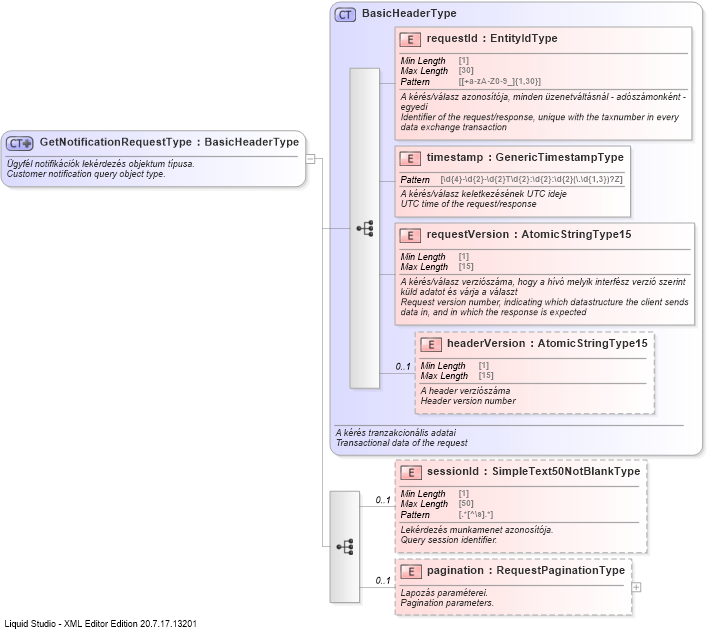 CT BasicHeaderType
E requestId : EntityIdType
Min Length [1]
Max Length [30]
Pattern [[+a-zA-Z0-9_]{1,30}]
A kérés/válasz azonosítója, minden üzenetváltásnál - adószámonként -
egyedi
Identifier of the request/response, unique with the taxnumber in every
data exchange transaction
CT GetNotificationRequestType : BasicHeaderType
Ügyfél notifikációk lekérdezés objektum típusa.
Customer notification query object type.
E timestamp : GenericTimestampType
Pattern [\d{4}-\d{2}-\d{2}T\d{2}:\d{2}:\d{2}(\.\d{1,3})?Z]
A kérés/válasz keletkezésének UTC ideje
UTC time of the request/response
E requestVersion : AtomicStringType15
Min Length [1]
Max Length [15]
A kérés/válasz verziószáma, hogy a hívó melyik interfész verzió szerint
küld adatot és várja a választ
Request version number, indicating which datastructure the client sends
data in, and in which the response is expected
0..1
E headerVersion : AtomicStringType15
Min Length [1]
Max Length [15]
A header verziószáma
Header version number
A kérés tranzakcionális adatai
Transactional data of the request
0..1
E sessionId : SimpleText50NotBlankType
Min Length [1]
Max Length [50]
Pattern [.*[^\s].*]
Lekérdezés munkamenet azonosítója.
Query session identifier.
0..1
E pagination : RequestPaginationType
Lapozás paraméterei.
Pagination parameters.
Liquid Studio - XML Editor Edition 20.7.17.13201